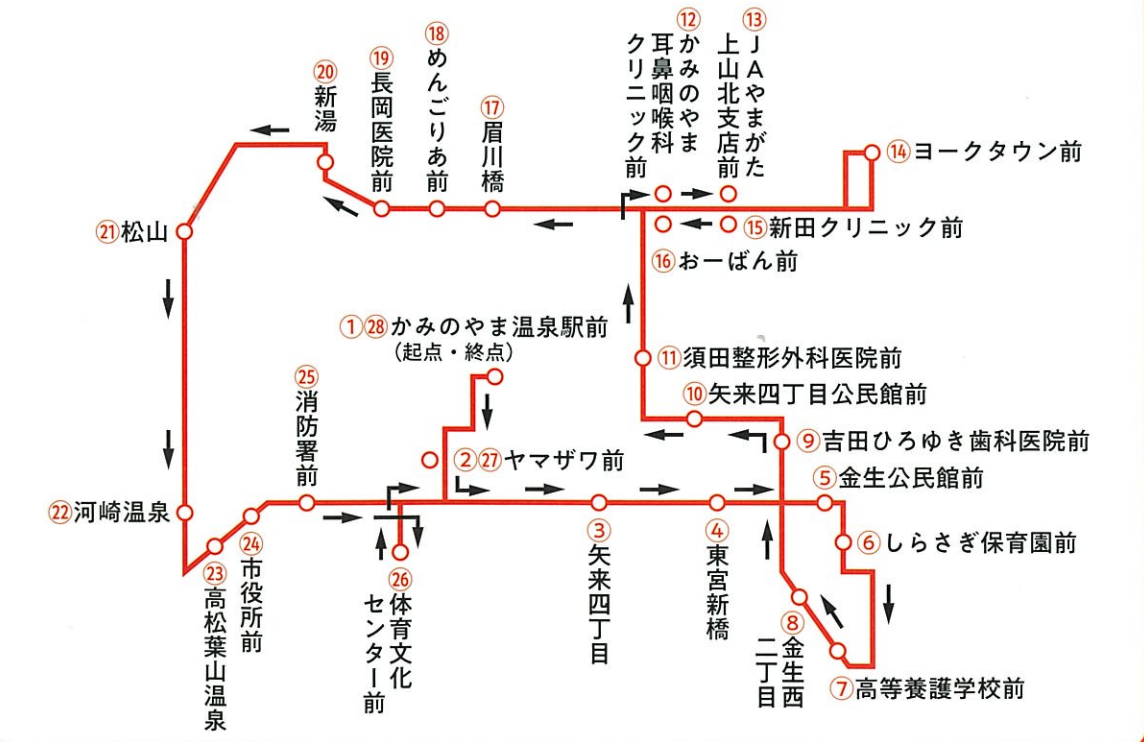 ①㉘かみのやま温泉駅前
（起点・終点）
②㉗ヤマザワ前
③矢来四丁目
④東宮新橋
⑤金生公民館前
⑥しらさぎ保育園前
⑦高等養護学校前
⑧金生西
二丁目
⑨吉田ひろゆき歯科医院前
⑩矢来四丁目公民館前
⑪須田整形外科医院前
⑫かみのやま
耳鼻咽喉科
クリニック前
⑬JAやまがた
上山北支店前
⑭ヨークタウン前
⑮新田クリニック前
⑯おーばん前
⑰眉川橋
⑱めんごりあ前
⑲長岡医院前
⑳新湯
㉑松山
㉒河崎温泉
㉓高松葉山温泉
㉔市役所前
㉕消防署前
㉖体育文化
センター前